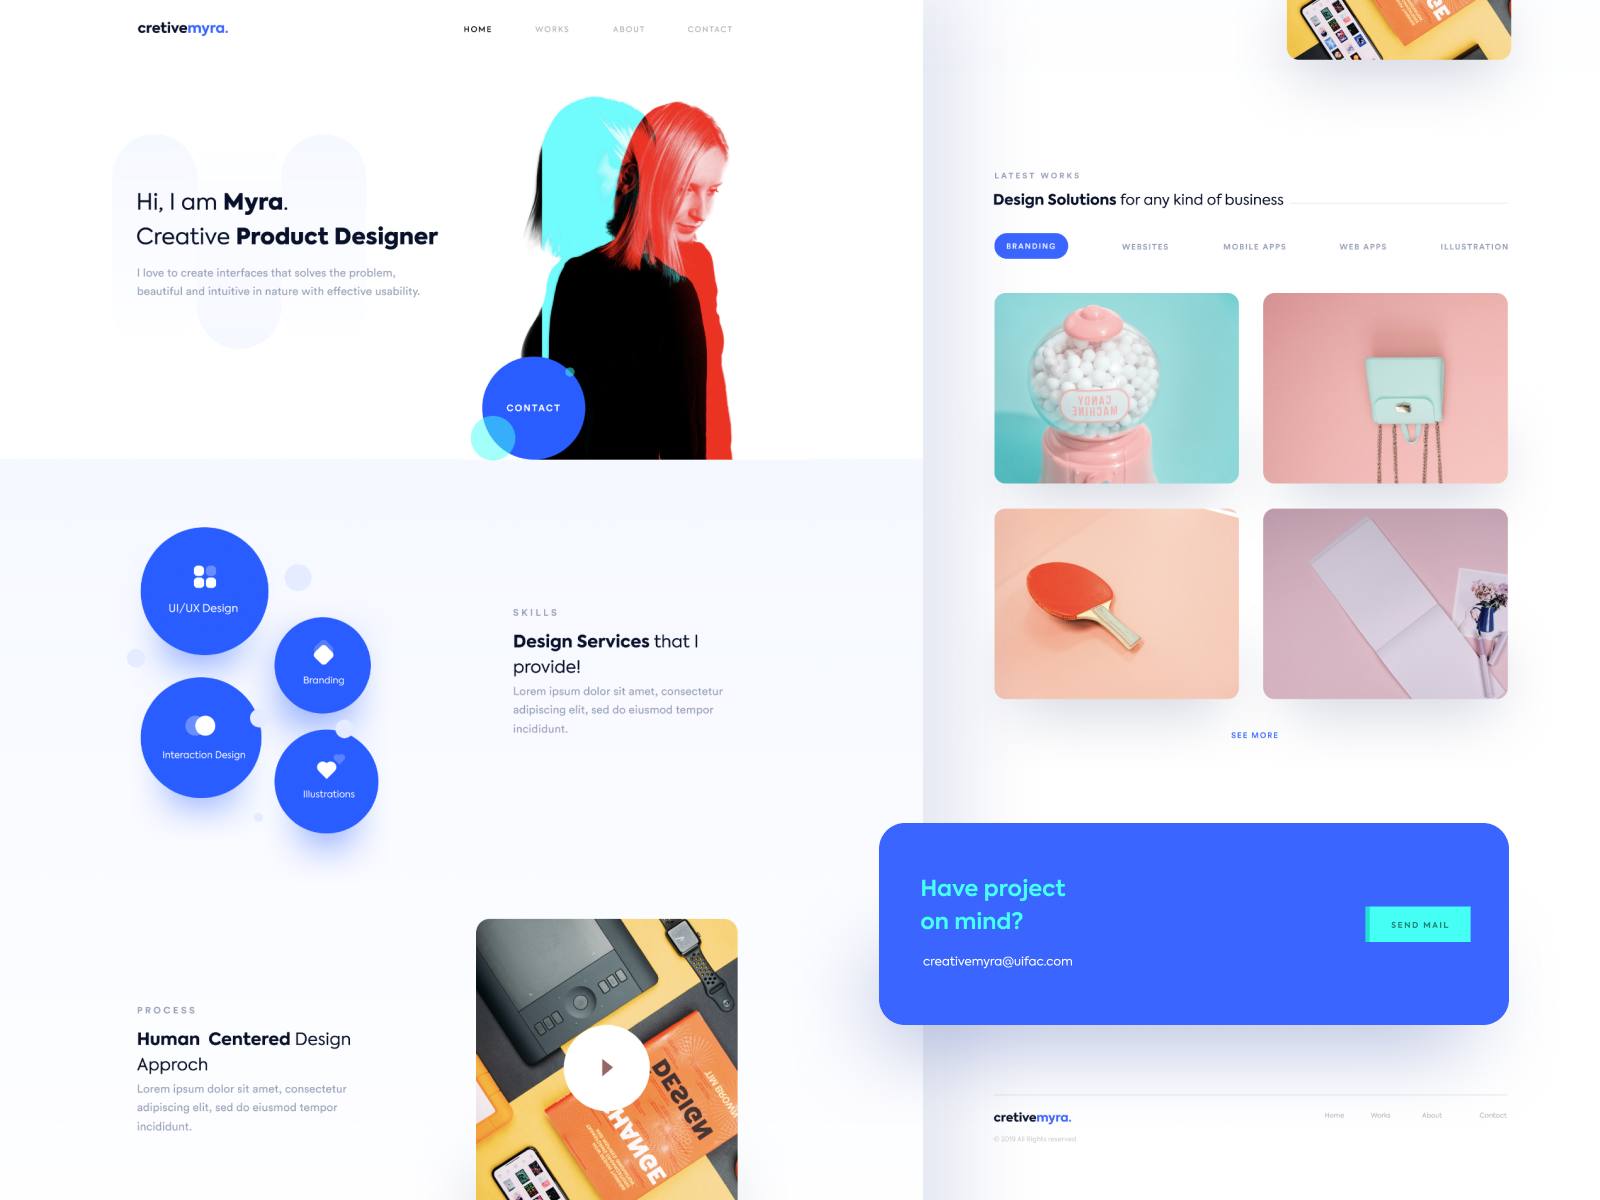 cretivemyra.
HOME WORKS ABOUT CONTACT
Hi, I am Myra.
Creative Product Designer
I love to create interfaces that solves the problem,
beautiful and intuitive in nature with effective usability.
CONTACT
UI/UX Design
Branding
Interaction Design
Illustrations
SKILLS
Design Services that I
provide!
Lorem ipsum dolor sit amet, consectetur
adipiscing elit, sed do eiusmod tempor
incididunt.
PROCESS
Human Centered Design
Approch
Lorem ipsum dolor sit amet, consectetur
adipiscing elit, sed do eiusmod tempor
incididunt.
DESIGN
HANGE
LATEST WORKS
Design Solutions for any kind of business
BRANDING WEBSITES MOBILE APPS WEB APPS ILLUSTRATION
CANDY
MACHINE
SEE MORE
Have project
on mind?
creativemyra@uifac.com
SEND MAIL
cretivemyra.
Home Works About Contact
© 2019 All Rights reserved